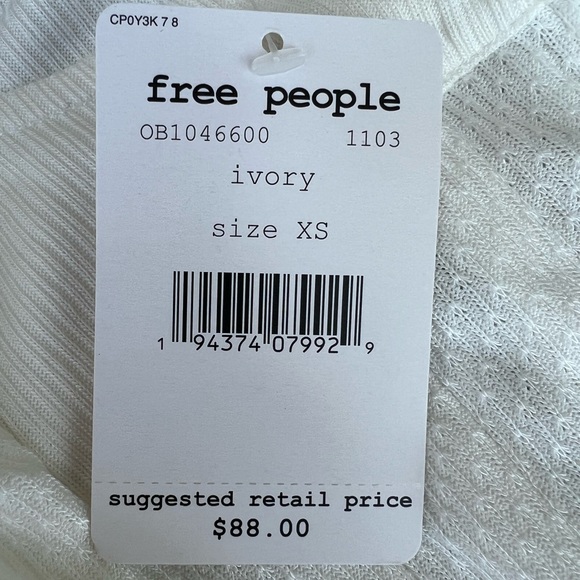 CP0Y3K 7 8
free people
OB1046600 1103
ivory
size XS
1 94374 07992 9
suggested retail price
$88.00